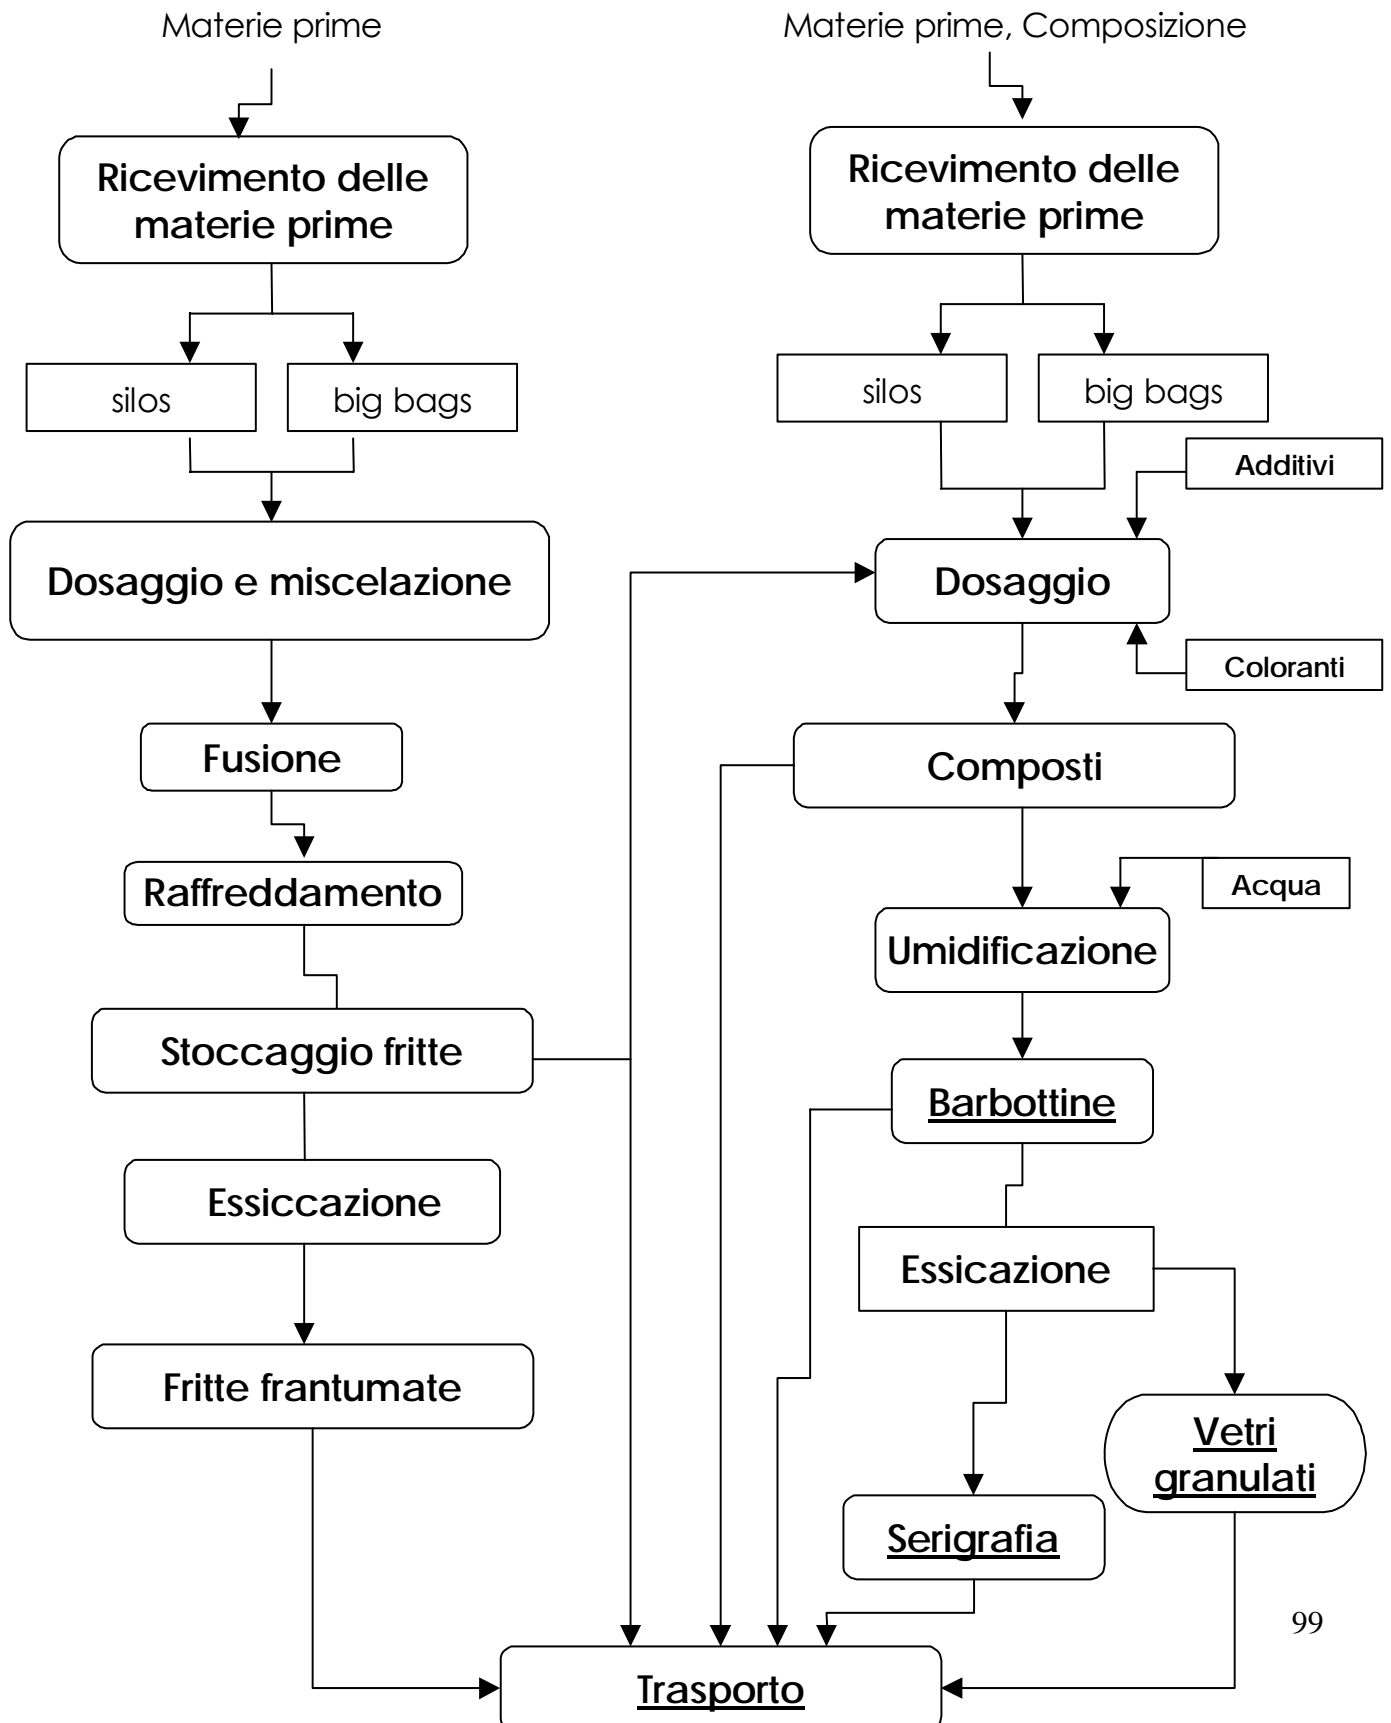 Materie prime
Materie prime, Composizione
Ricevimento delle
materie prime
Ricevimento delle
materie prime
silos
big bags
silos
big bags
Additivi
Dosaggio e miscelazione
Dosaggio
Coloranti
Fusione
Composti
Raffreddamento
Acqua
Umidificazione
Stoccaggio fritte
Barbottine
Essiccazione
Essicazione
Fritte frantumate
Vetri
granulati
Serigrafia
99
Trasporto